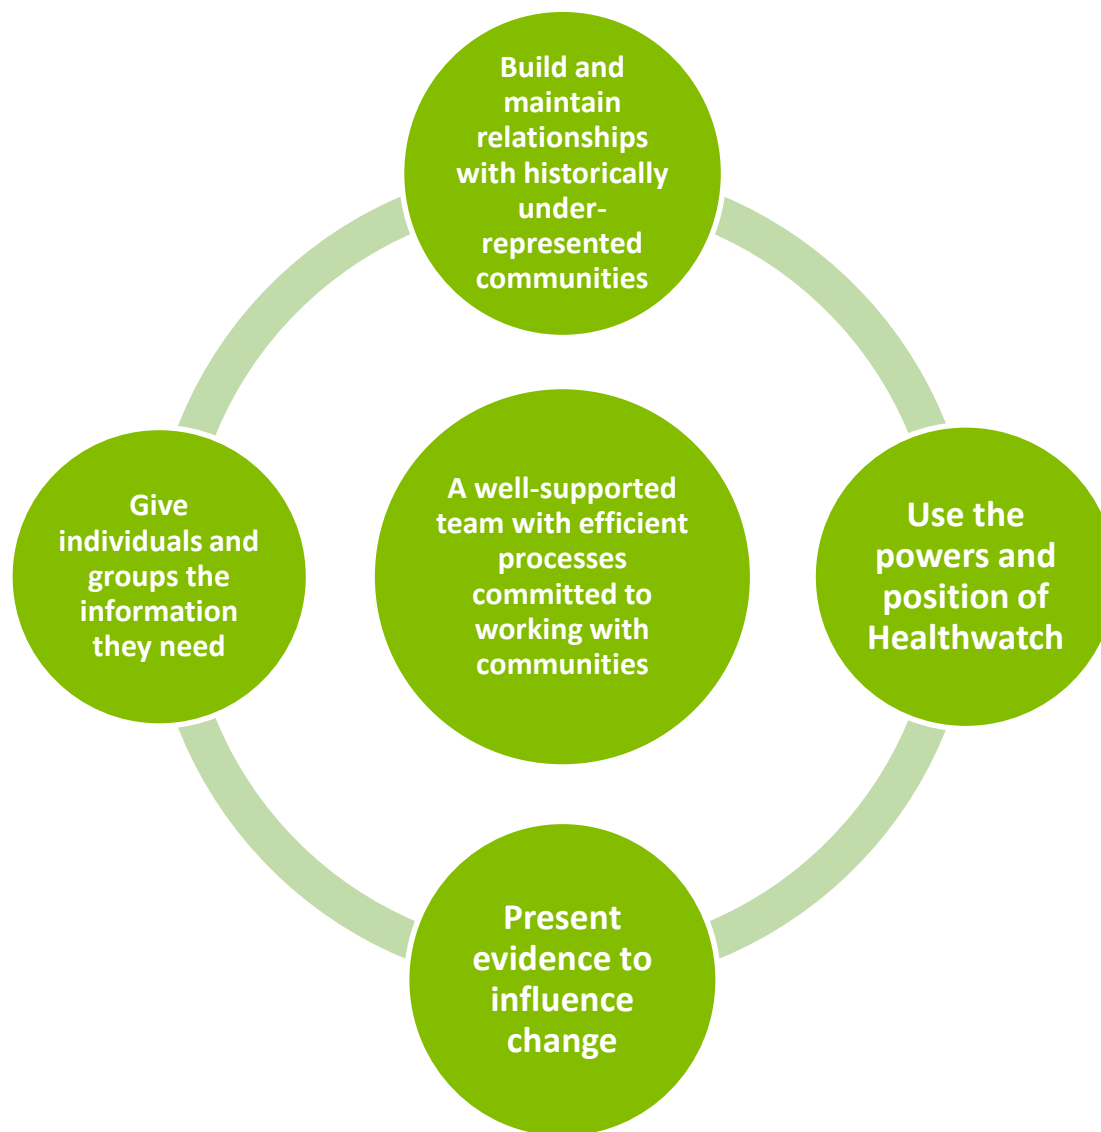 Build and
maintain
relationships
with historically
under-
represented
communities
Give
individuals and
groups the
information
they need
A well-supported
team with efficient
processes
committed to
working with
communities
Use the
powers and
position of
Healthwatch
Present
evidence to
influence
change